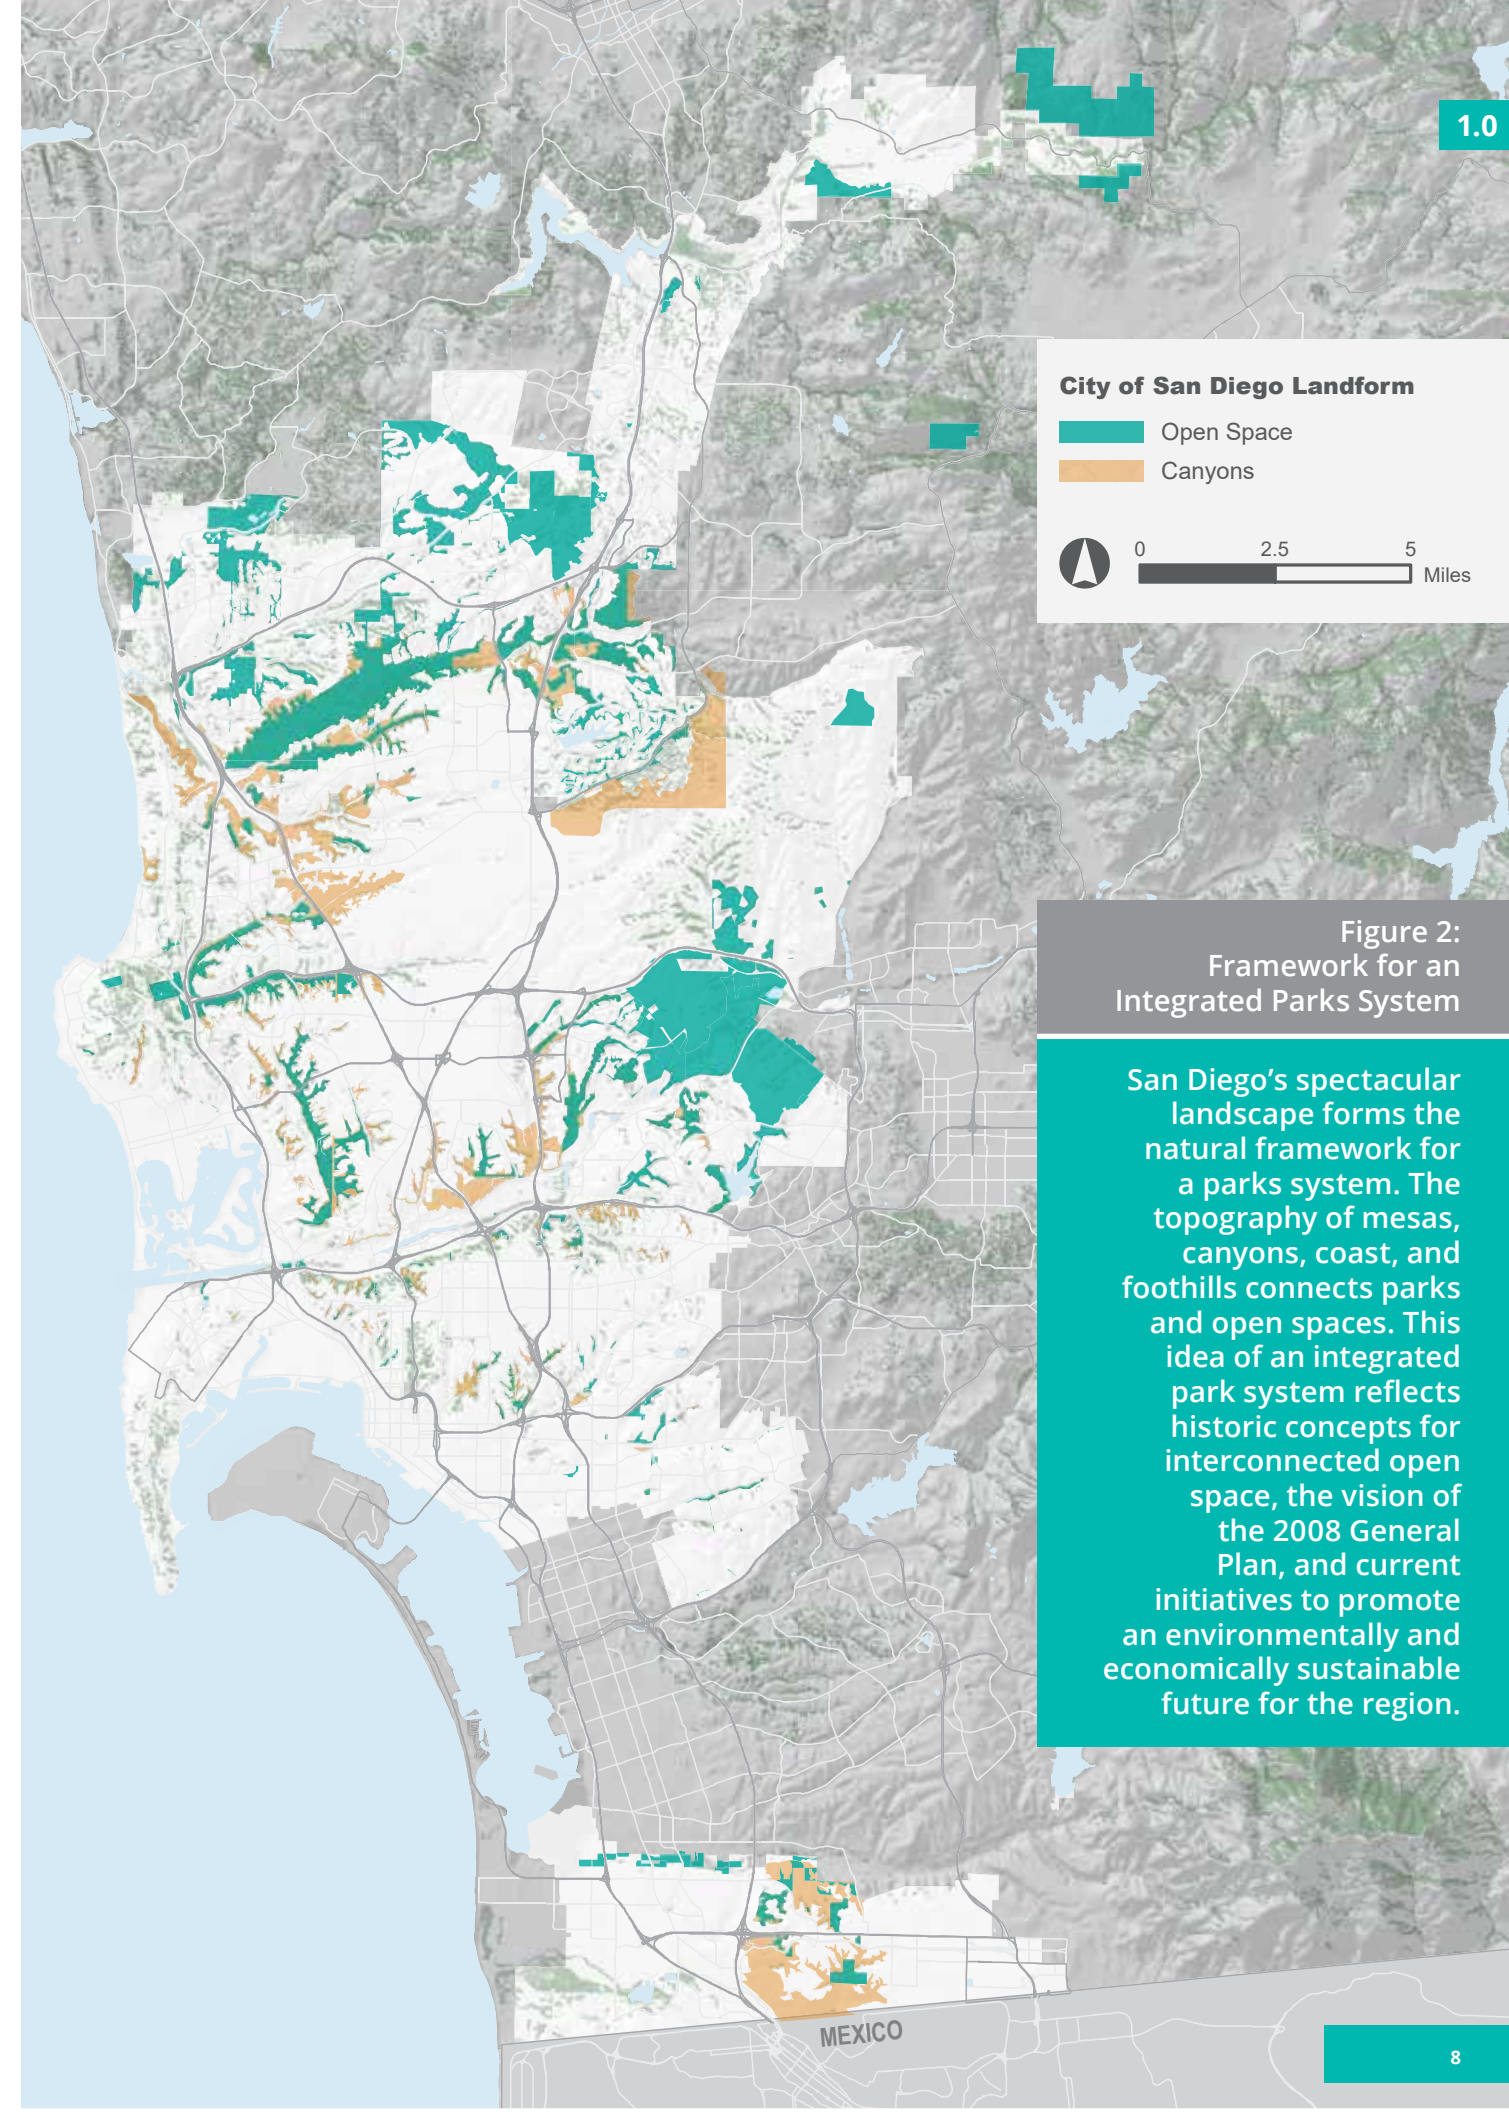 1.0
City of San Diego Landform
Open Space
Canyons
0 2.5 5
Miles
Figure 2:
Framework for an
Integrated Parks System
San Diego's spectacular
landscape forms the
natural framework for
a parks system. The
topography of mesas,
canyons, coast, and
foothills connects parks
and open spaces. This
idea of an integrated
park system reflects
historic concepts for
interconnected open
space, the vision of
the 2008 General
Plan, and current
initiatives to promote
an environmentally and
economically sustainable
future for the region.
MEXICO
8